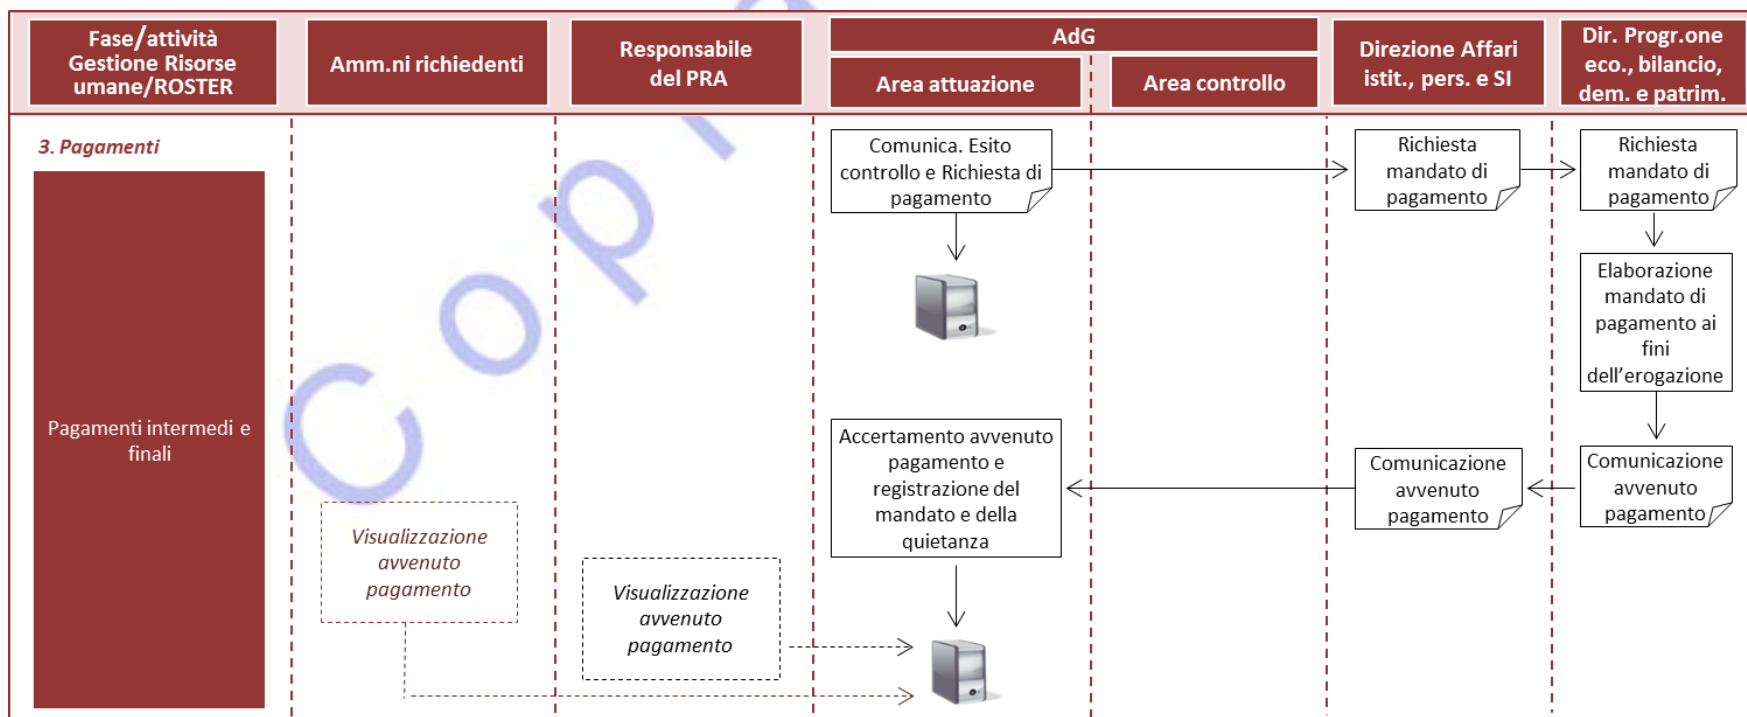 Fase/attività
Gestione Risorse
umane/ROSTER
Amm.ni richiedenti
Responsabile
del PRA
AdG
Area attuazione
Area controllo
Direzione Affari
istit., pers. e SI
Dir. Progr.one
eco., bilancio,
dem. e patrim.
3. Pagamenti
Pagamenti intermedi e
finali
Comunica. Esito
controllo e Richiesta di
pagamento
Richiesta
mandato di
pagamento
Richiesta
mandato di
pagamento
Elaborazione
mandato di
pagamento ai
fini
dell'erogazione
Accertamento avvenuto
pagamento e
registrazione del
mandato e della
quietanza
Comunicazione
avvenuto
pagamento
Comunicazione
avvenuto
pagamento
Visualizzazione
avvenuto
pagamento
Visualizzazione
avvenuto
pagamento
Cop